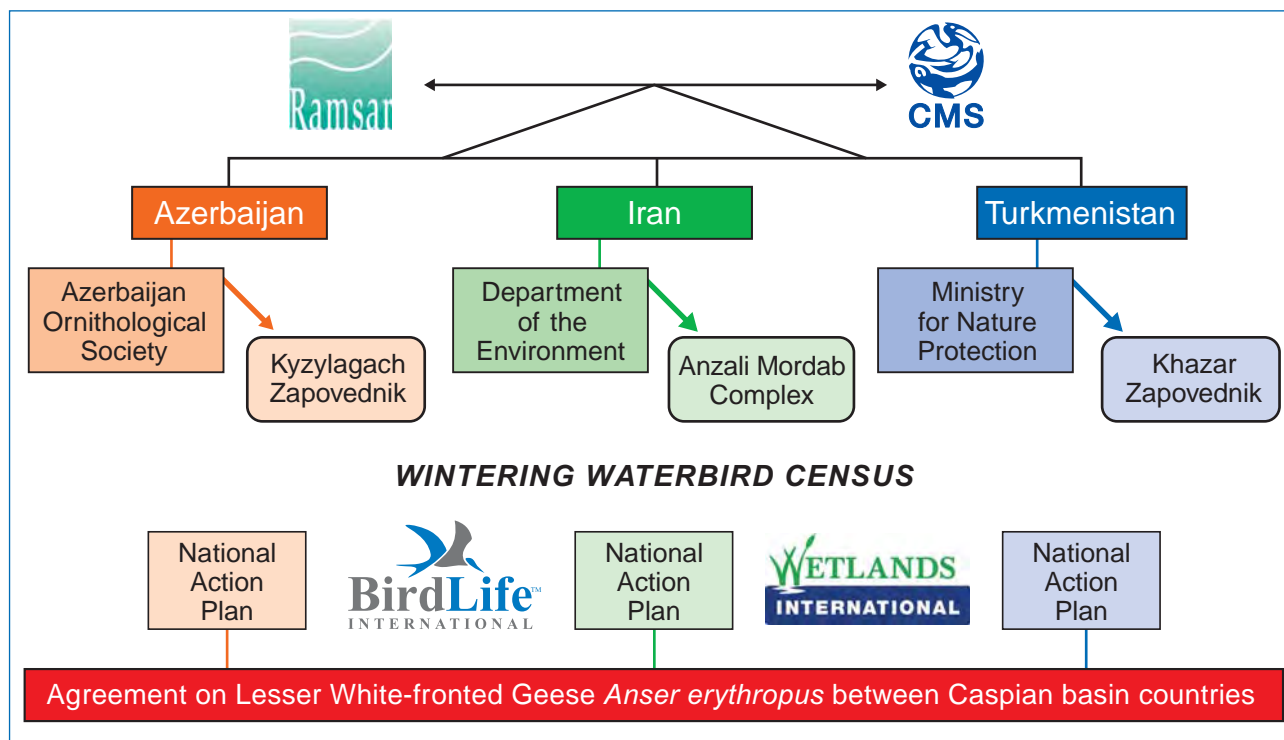 Ramsar
CMS
Azerbaijan
Iran
Turkmenistan
Azerbaijan
Ornithological
Society
Kyzylagach
Zapovednik
Department
of the
Environment
Anzali Mordab
Complex
Ministry
for Nature
Protection
Khazar
Zapovednik
WINTERING WATERBIRD CENSUS
National
Action
Plan
BirdLife™
INTERNATIONAL
National
Action
Plan
WETLANDS
INTERNATIONAL
National
Action
Plan
Agreement on Lesser White-fronted Geese Anser erythropus between Caspian basin countries